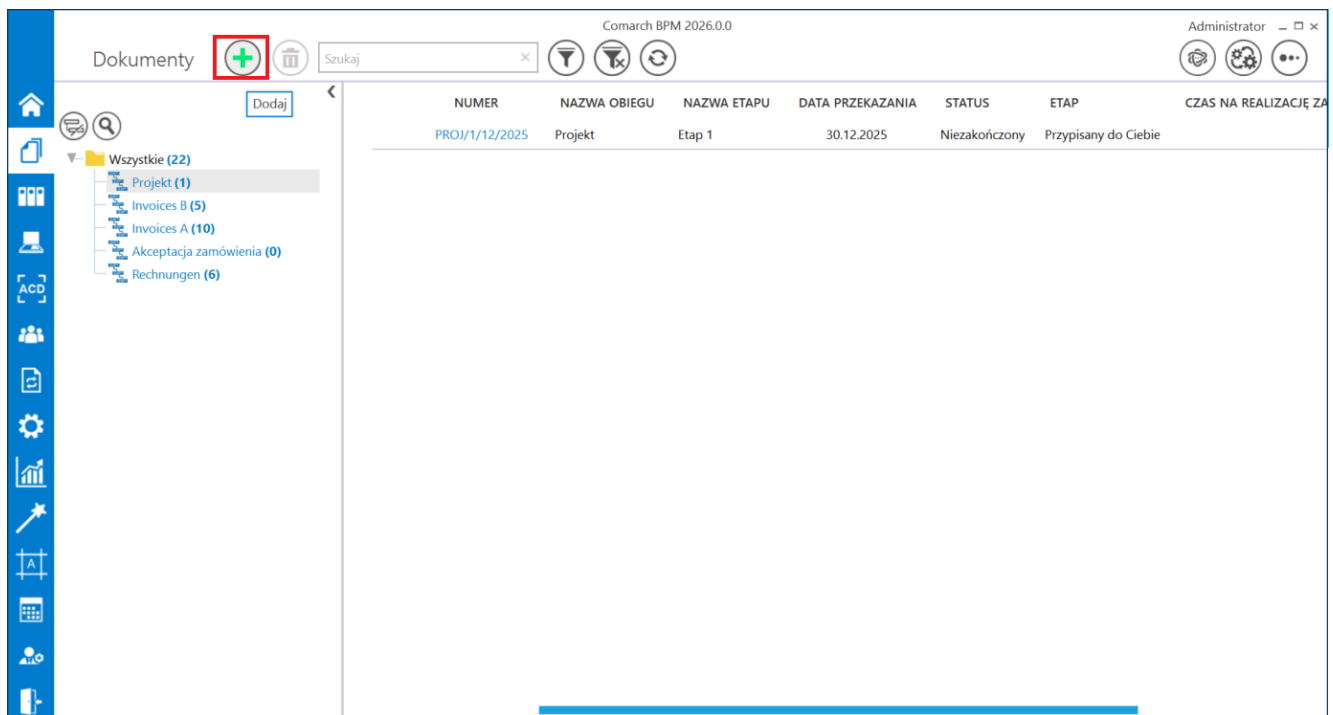 Comarch BPM 2026.0.0
Administrator
Dokumenty
Szukaj
Dodaj
Wszystkie (22)
Projekt (1)
Invoices B (5)
Invoices A (10)
Akceptacja zamówienia (0)
Rechnungen (6)
NUMER NAZWA OBIEGU NAZWA ETAPU DATA PRZEKAZANIA STATUS ETAP CZAS NA REALIZACJĘ ZA
PROJ/1/12/2025 Projekt Etap 1 30.12.2025 Niezakończony Przypisany do Ciebie
ACD
A